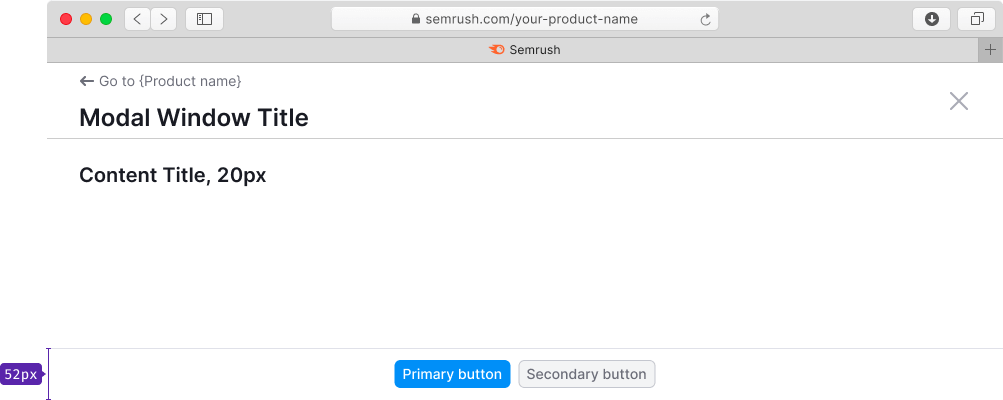 semrush.com/your-product-name
Semrush
Go to {Product name}
Modal Window Title
Content Title, 20px
52px
Primary button
Secondary button